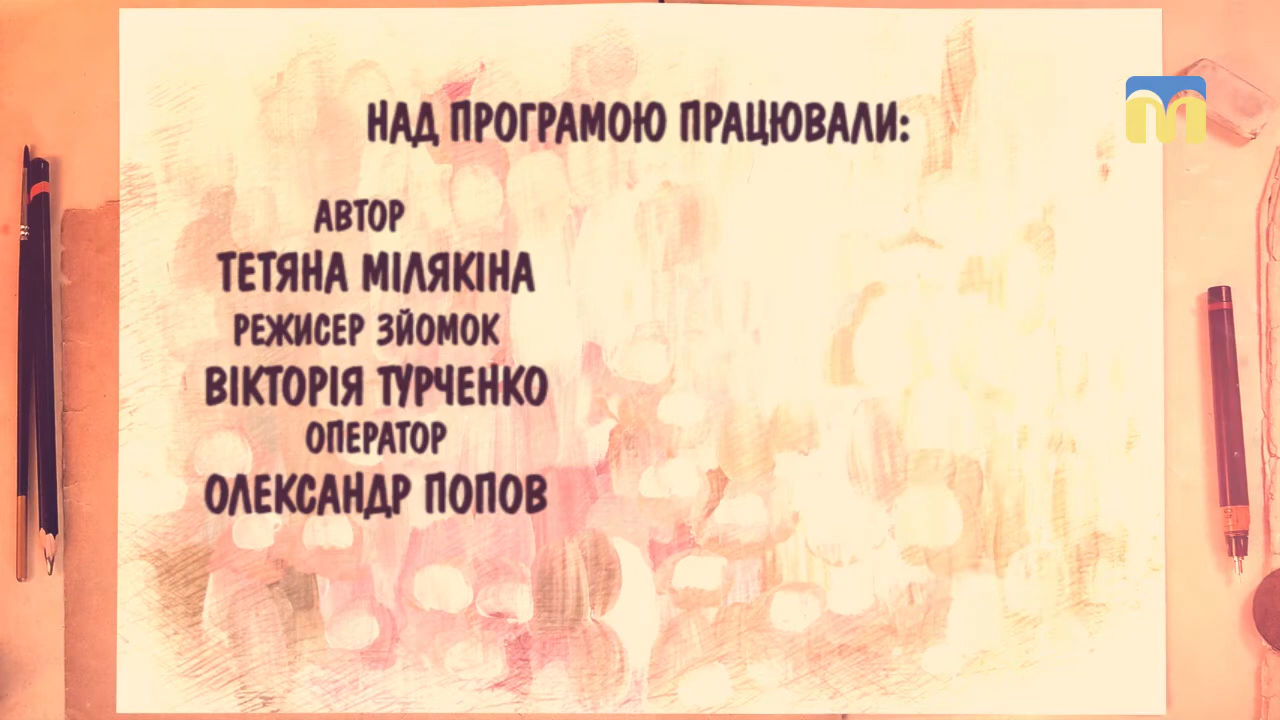 НАД ПРОГРАМОЮ ПРАЦЮВАЛИ:
АВТОР
ТЕТЯНА МІЛЯКІНА
РЕЖИСЕР ЗЙОМОК
ВІКТОРІЯ ТУРЧЕНКО
ОПЕРАТОР
ОЛЕКСАНДР ПОПОВ